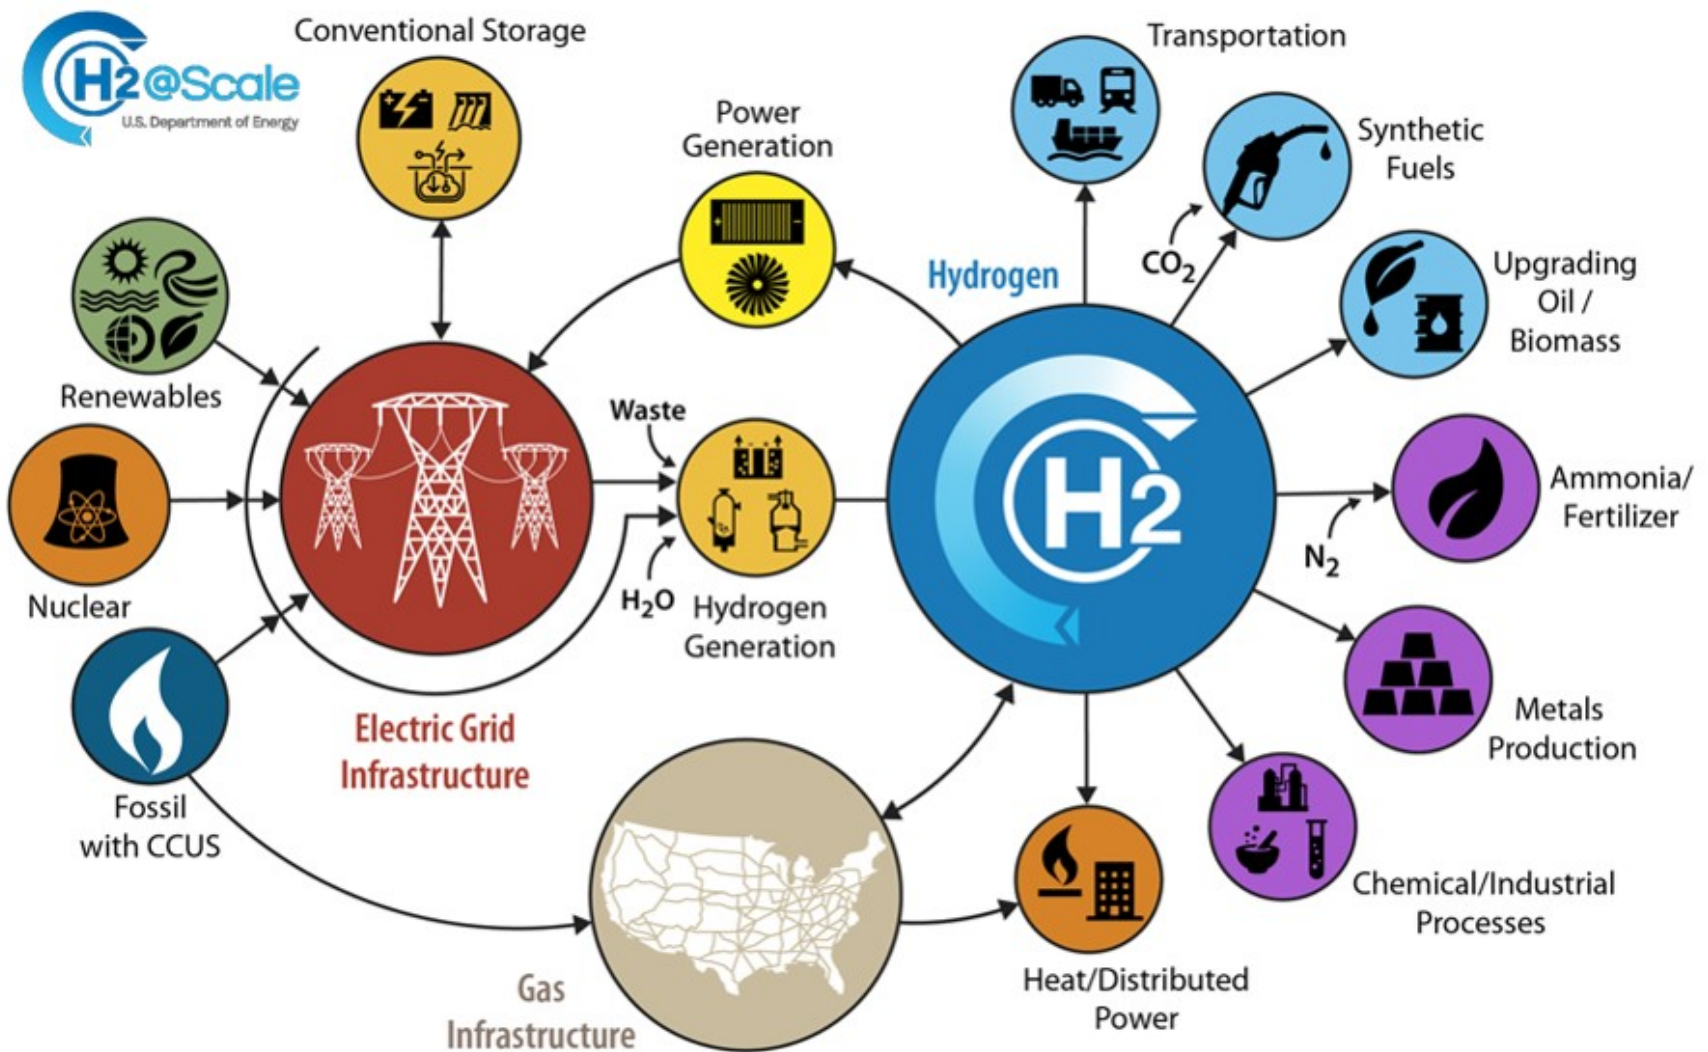 H2@Scale
U.S. Department of Energy
Conventional Storage
Transportation
Power
Generation
Synthetic
Fuels
Hydrogen
CO2
Upgrading
Oil /
Biomass
Renewables
Waste
H2
Ammonia/
Fertilizer
N2
Nuclear
H2O
Hydrogen
Generation
Electric Grid
Infrastructure
Metals
Production
Fossil
with CCUS
Chemical/Industrial
Processes
Gas
Infrastructure
Heat/Distributed
Power